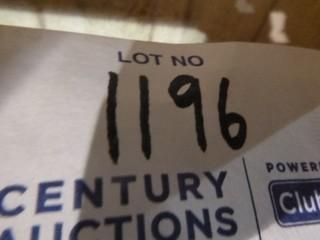 LOT NO
1196
CENTURY
AUCTIONS
POWER
Club